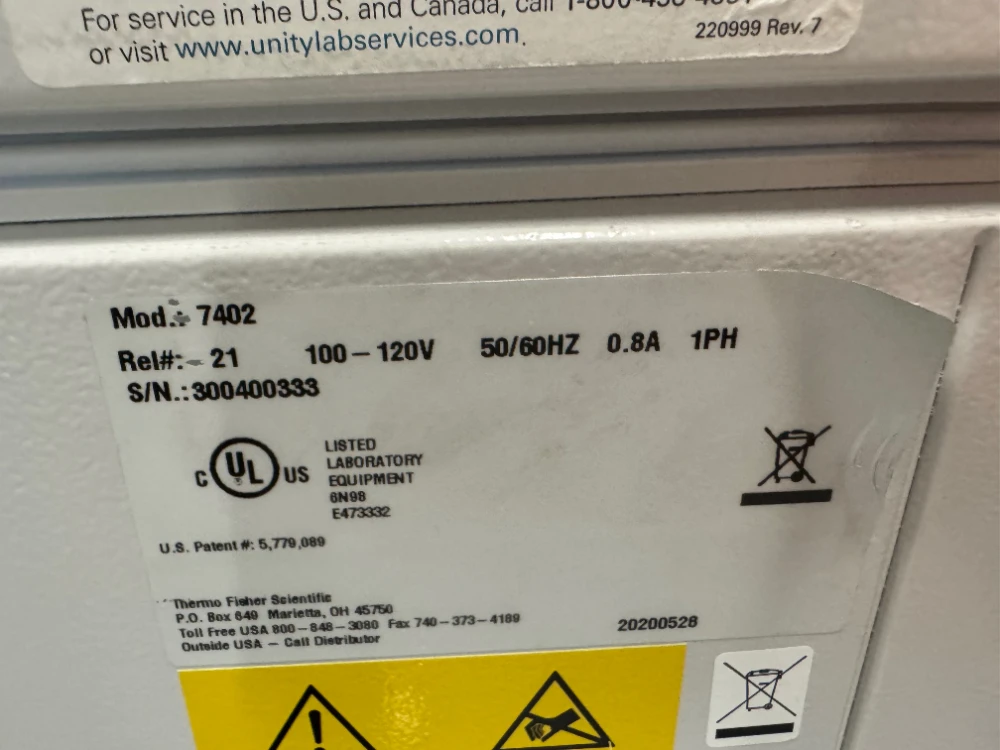 For service in the U.S. and Canada, call
or visit www.unitylabservices.com.
220999 Rev. 7
Mod.: 7402
Rel#: 21 100-120V 50/60HZ 0.8A 1PH
S/N.: 300400333
C UL US
LISTED
LABORATORY
EQUIPMENT
6N98
E473332
U.S. Patent #: 5,779,089
Thermo Fisher Scientific
P.O. Box 649 Marietta, OH 45750
Toll Free USA 800-848-3080 Fax 740-373-4189
Outside USA - Call Distributor
20200528